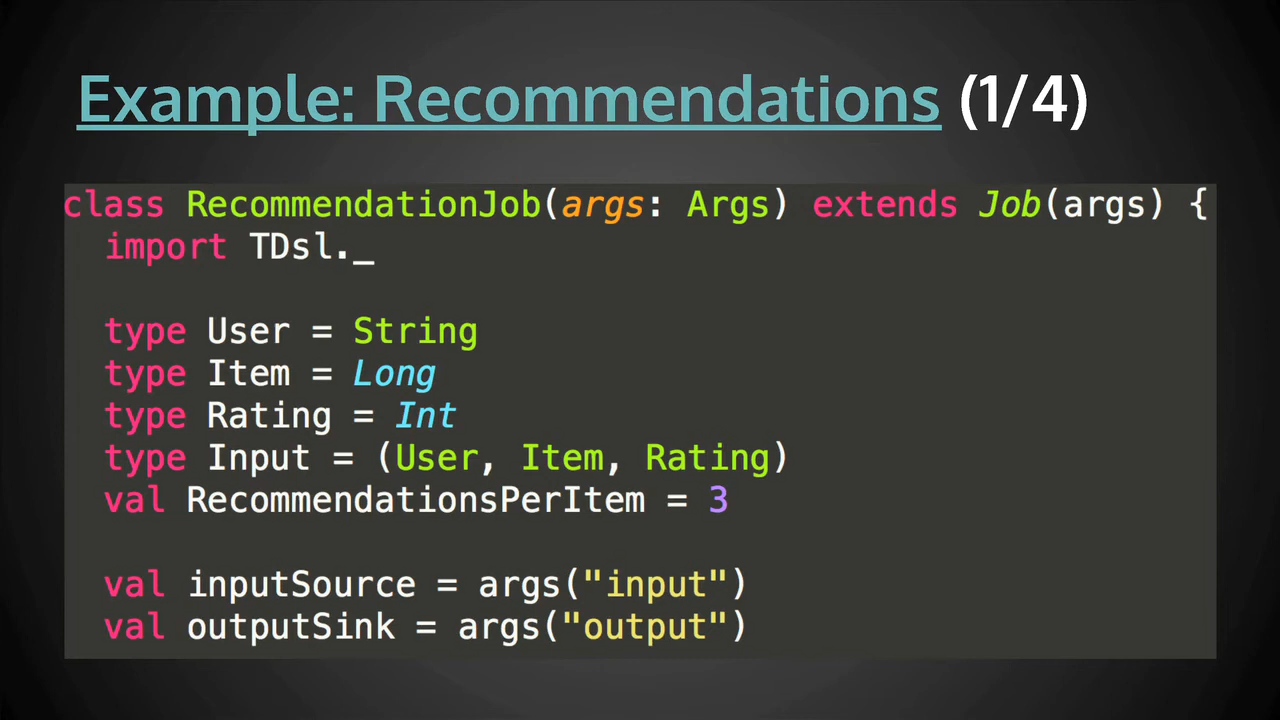 Example: Recommendations (1/4)
class RecommendationJob(args: Args) extends Job(args) {
import TDsl._
type User = String
type Item = Long
type Rating = Int
type Input = (User, Item, Rating)
val RecommendationsPerItem = 3
val inputSource = args("input")
val outputSink = args("output")